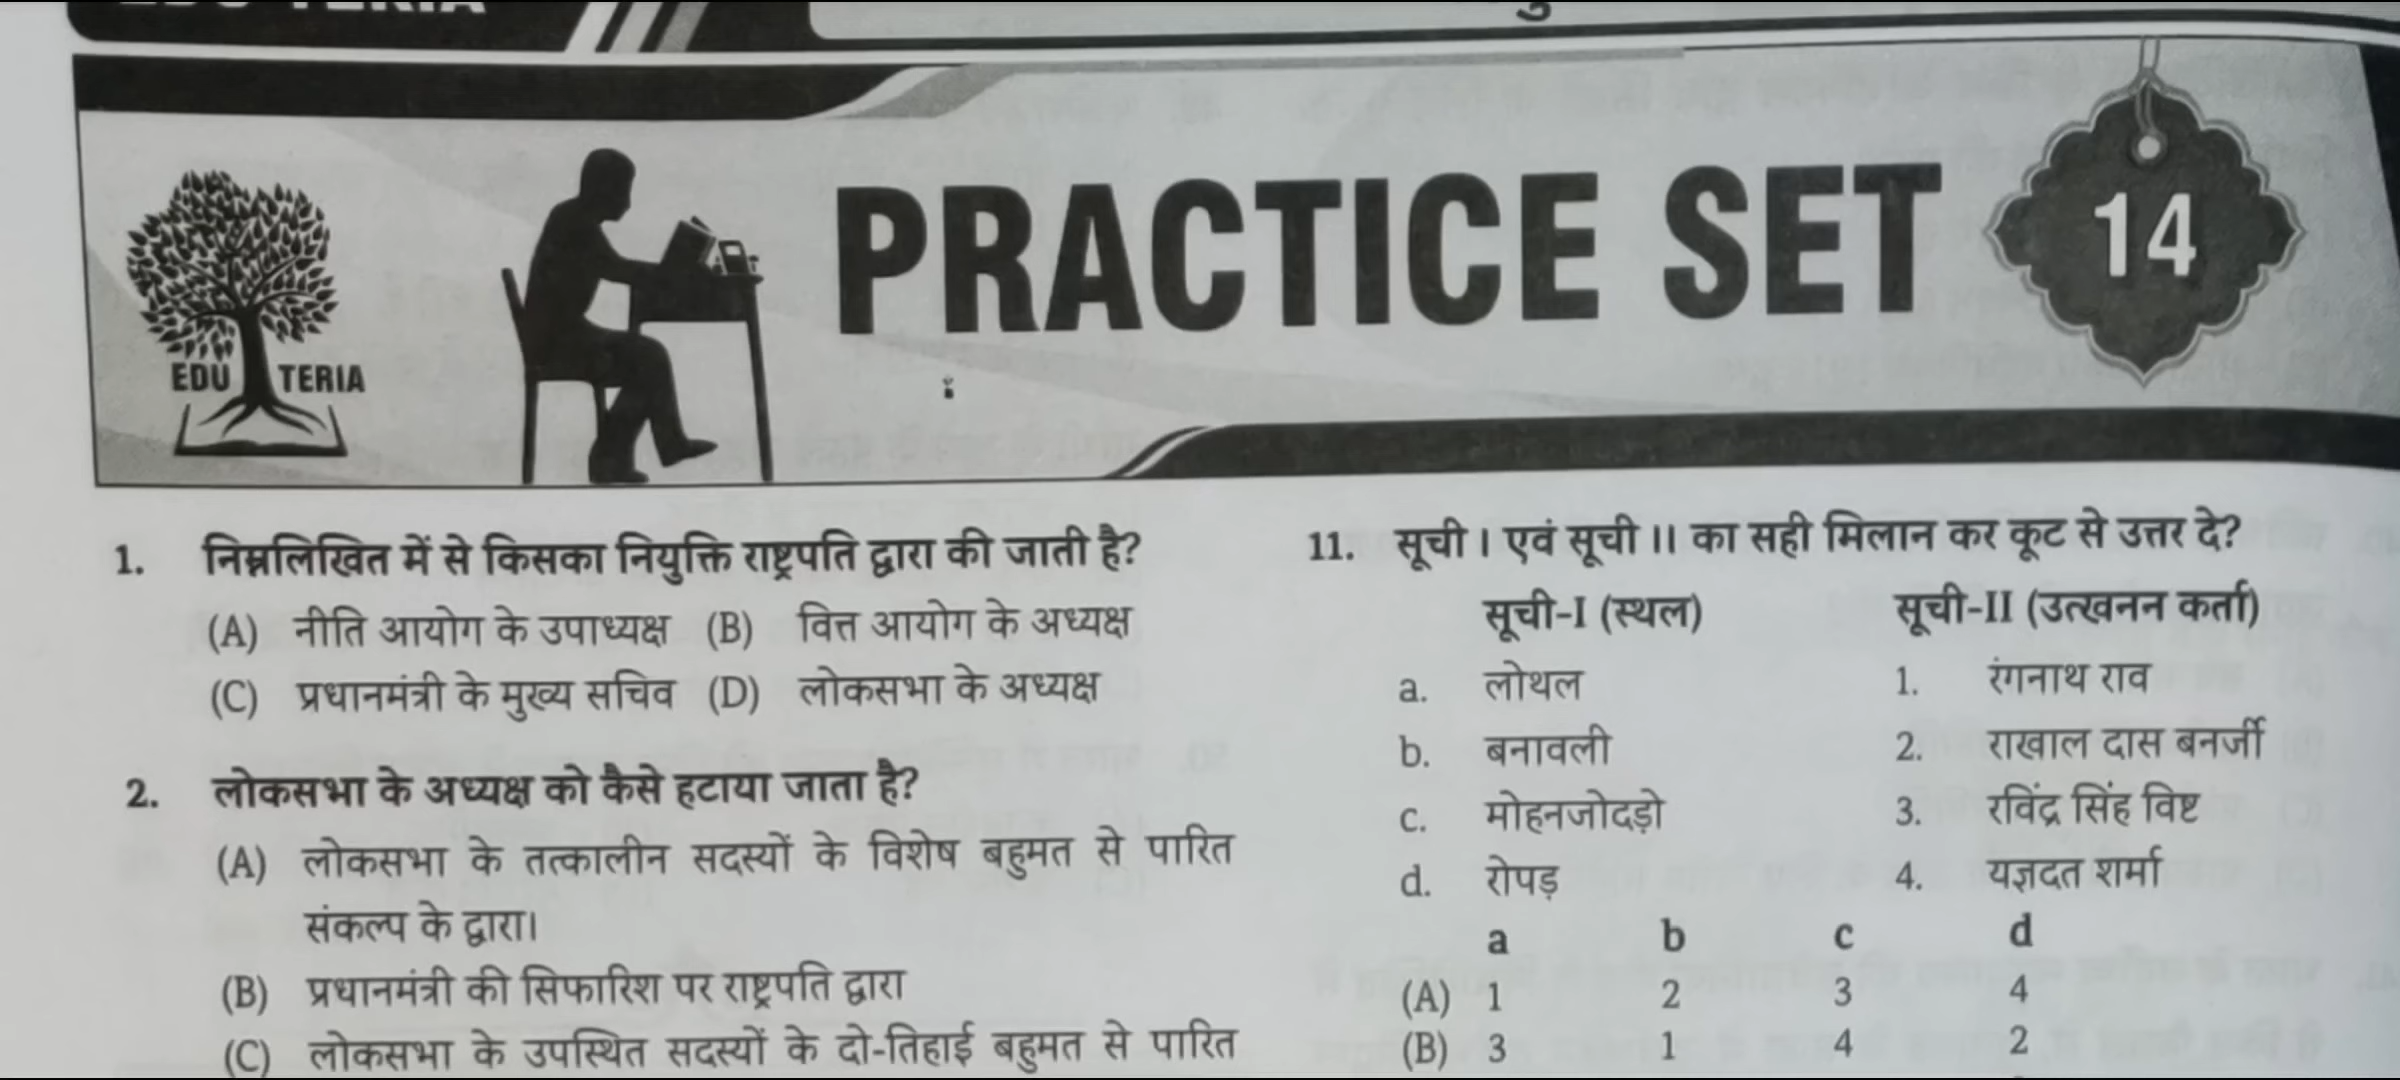 PRACTICE SET
14
EDU TERIA
1. निम्नलिखित में से किसका नियुक्ति राष्ट्रपति द्वारा की जाती है?
(A) नीति आयोग के उपाध्यक्ष (B) वित्त आयोग के अध्यक्ष
(C) प्रधानमंत्री के मुख्य सचिव (D) लोकसभा के अध्यक्ष
2. लोकसभा के अध्यक्ष को कैसे हटाया जाता है?
(A) लोकसभा के तत्कालीन सदस्यों के विशेष बहुमत से पारित
संकल्प के द्वारा।
(B) प्रधानमंत्री की सिफारिश पर राष्ट्रपति द्वारा
(C) लोकसभा के उपस्थित सदस्यों के दो-तिहाई बहुमत से पारित
11. सूची । एवं सूची ।। का सही मिलान कर कूट से उत्तर दे?
सूची-I (स्थल) सूची-II (उत्खनन कर्ता)
a. लोथल 1. रंगनाथ राव
b. बनावली 2. राखाल दास बनर्जी
c. मोहनजोदड़ो 3. रविंद्र सिंह विष्ट
d. रोपड़ 4. यज्ञदत शर्मा
a b c d
(A) 1 2 3 4
(B) 3 1 4 2